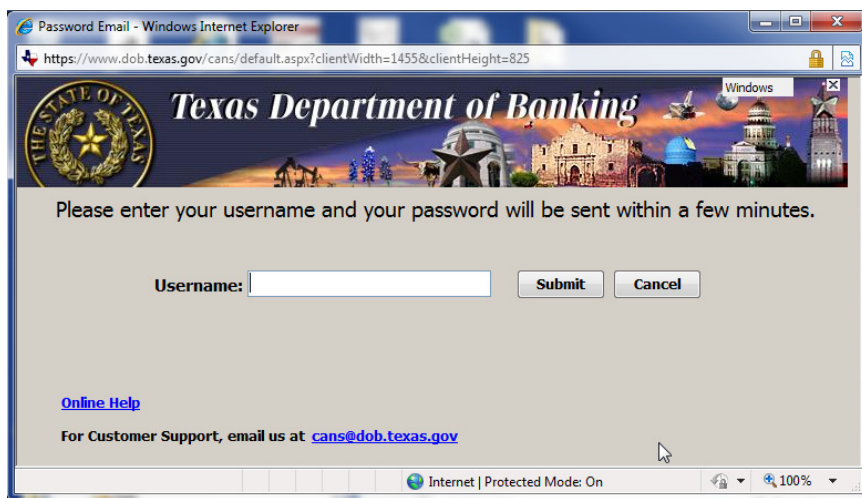 Password Email - Windows Internet Explorer
https://www.dob.texas.gov/cans/default.aspx?clientWidth=1455&clientHeight=825
THE STATE OF TEXAS
Texas Department of Banking
Windows
Please enter your username and your password will be sent within a few minutes.
Username: Submit Cancel
Online Help
For Customer Support, email us at cans@dob.texas.gov
Internet | Protected Mode: On 100%